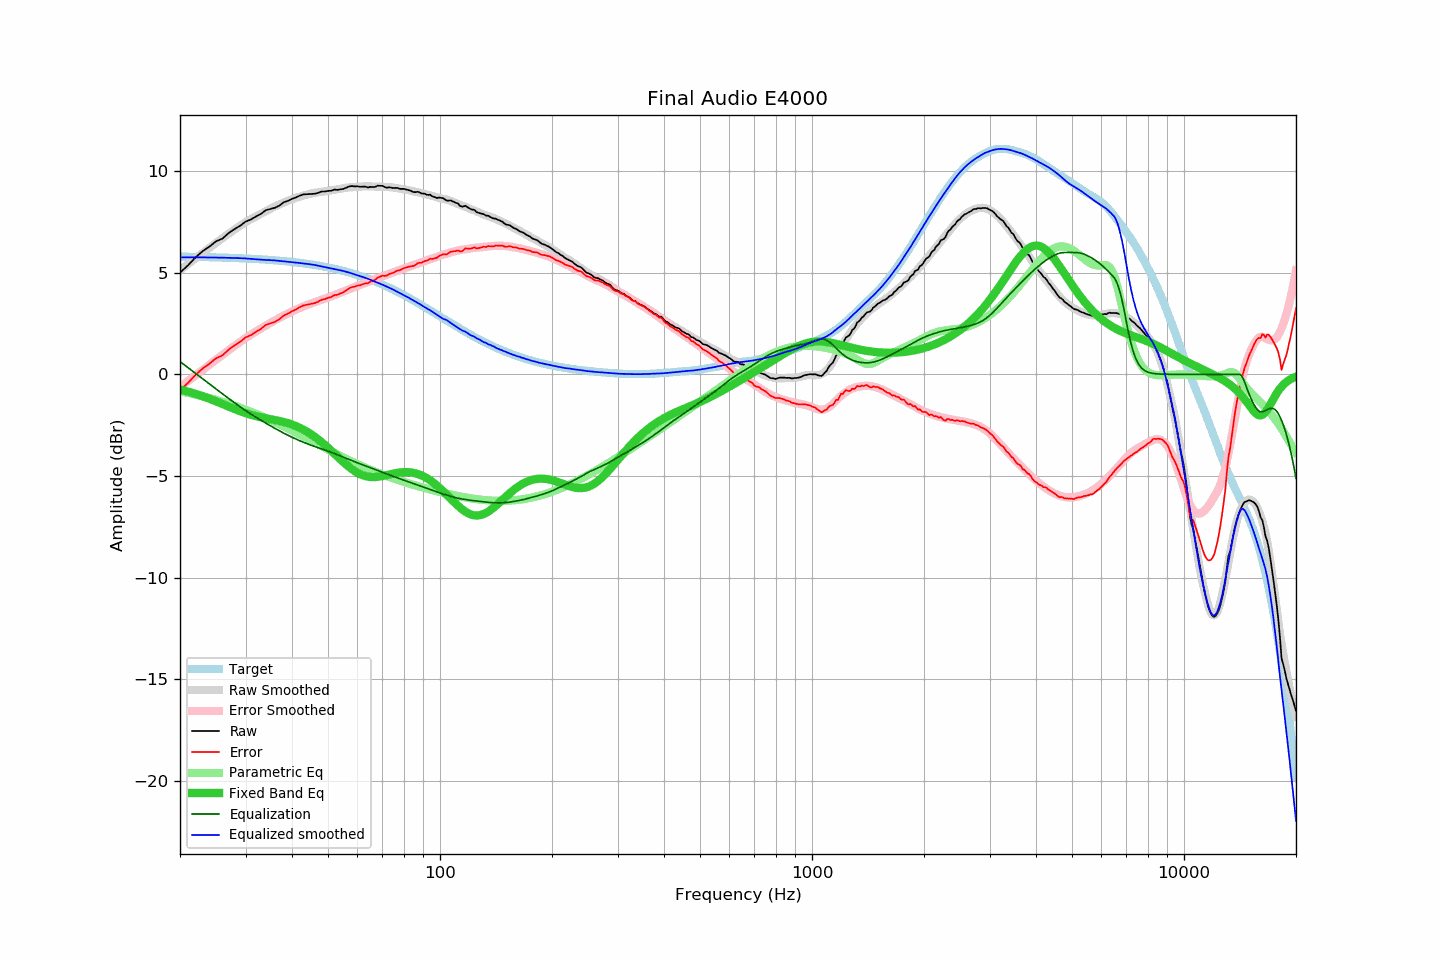 Final Audio E4000
Amplitude (dBr)
10
5
0
−5
−10
−15
−20
Target
Raw Smoothed
Error Smoothed
Raw
Error
Parametric Eq
Fixed Band Eq
Equalization
Equalized smoothed
100
1000
10000
Frequency (Hz)